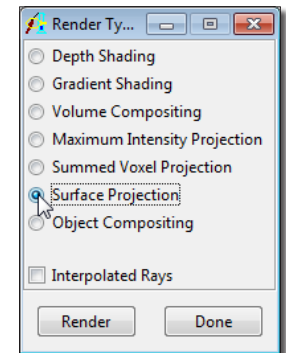 Render Ty...
Depth Shading
Gradient Shading
Volume Compositing
Maximum Intensity Projection
Summed Voxel Projection
Surface Projection
Object Compositing
Interpolated Rays
Render Done